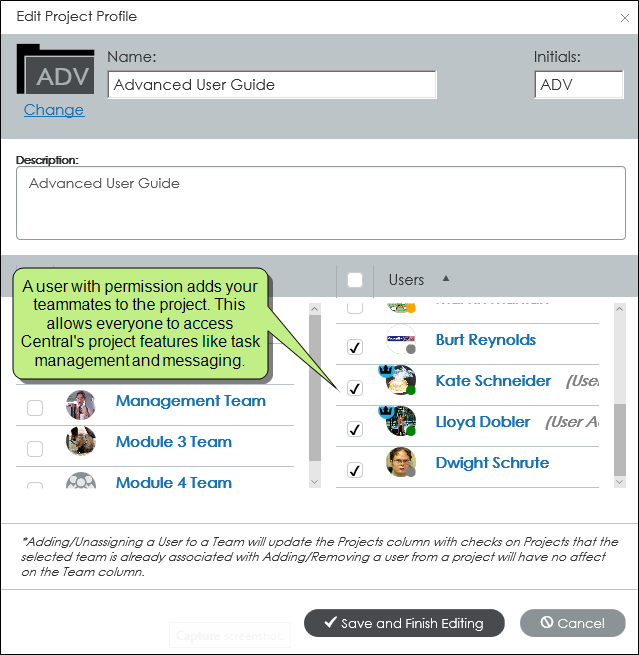 Edit Project Profile
ADV
Change
Name:
Advanced User Guide
Initials:
ADV
Description:
Advanced User Guide
A user with permission adds your
teammates to the project. This
allows everyone to access
Central's project features like task
management and messaging.
Management Team
Module 3 Team
Module 4 Team
Users
Burt Reynolds
Kate Schneider (User
Lloyd Dobler (User A
Dwight Schrute
*Adding/Unassigning a User to a Team will update the Projects column with checks on Projects that the
selected team is already associated with Adding/Removing a user from a project will have no affect
on the Team column.
Capture screenshot.
Save and Finish Editing
Cancel